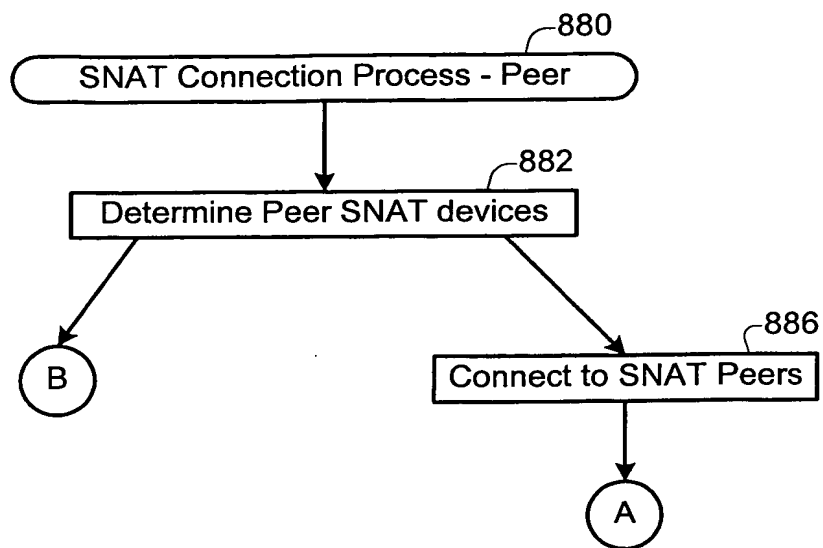 880
SNAT Connection Process - Peer
882
Determine Peer SNAT devices
886
B
Connect to SNAT Peers
A